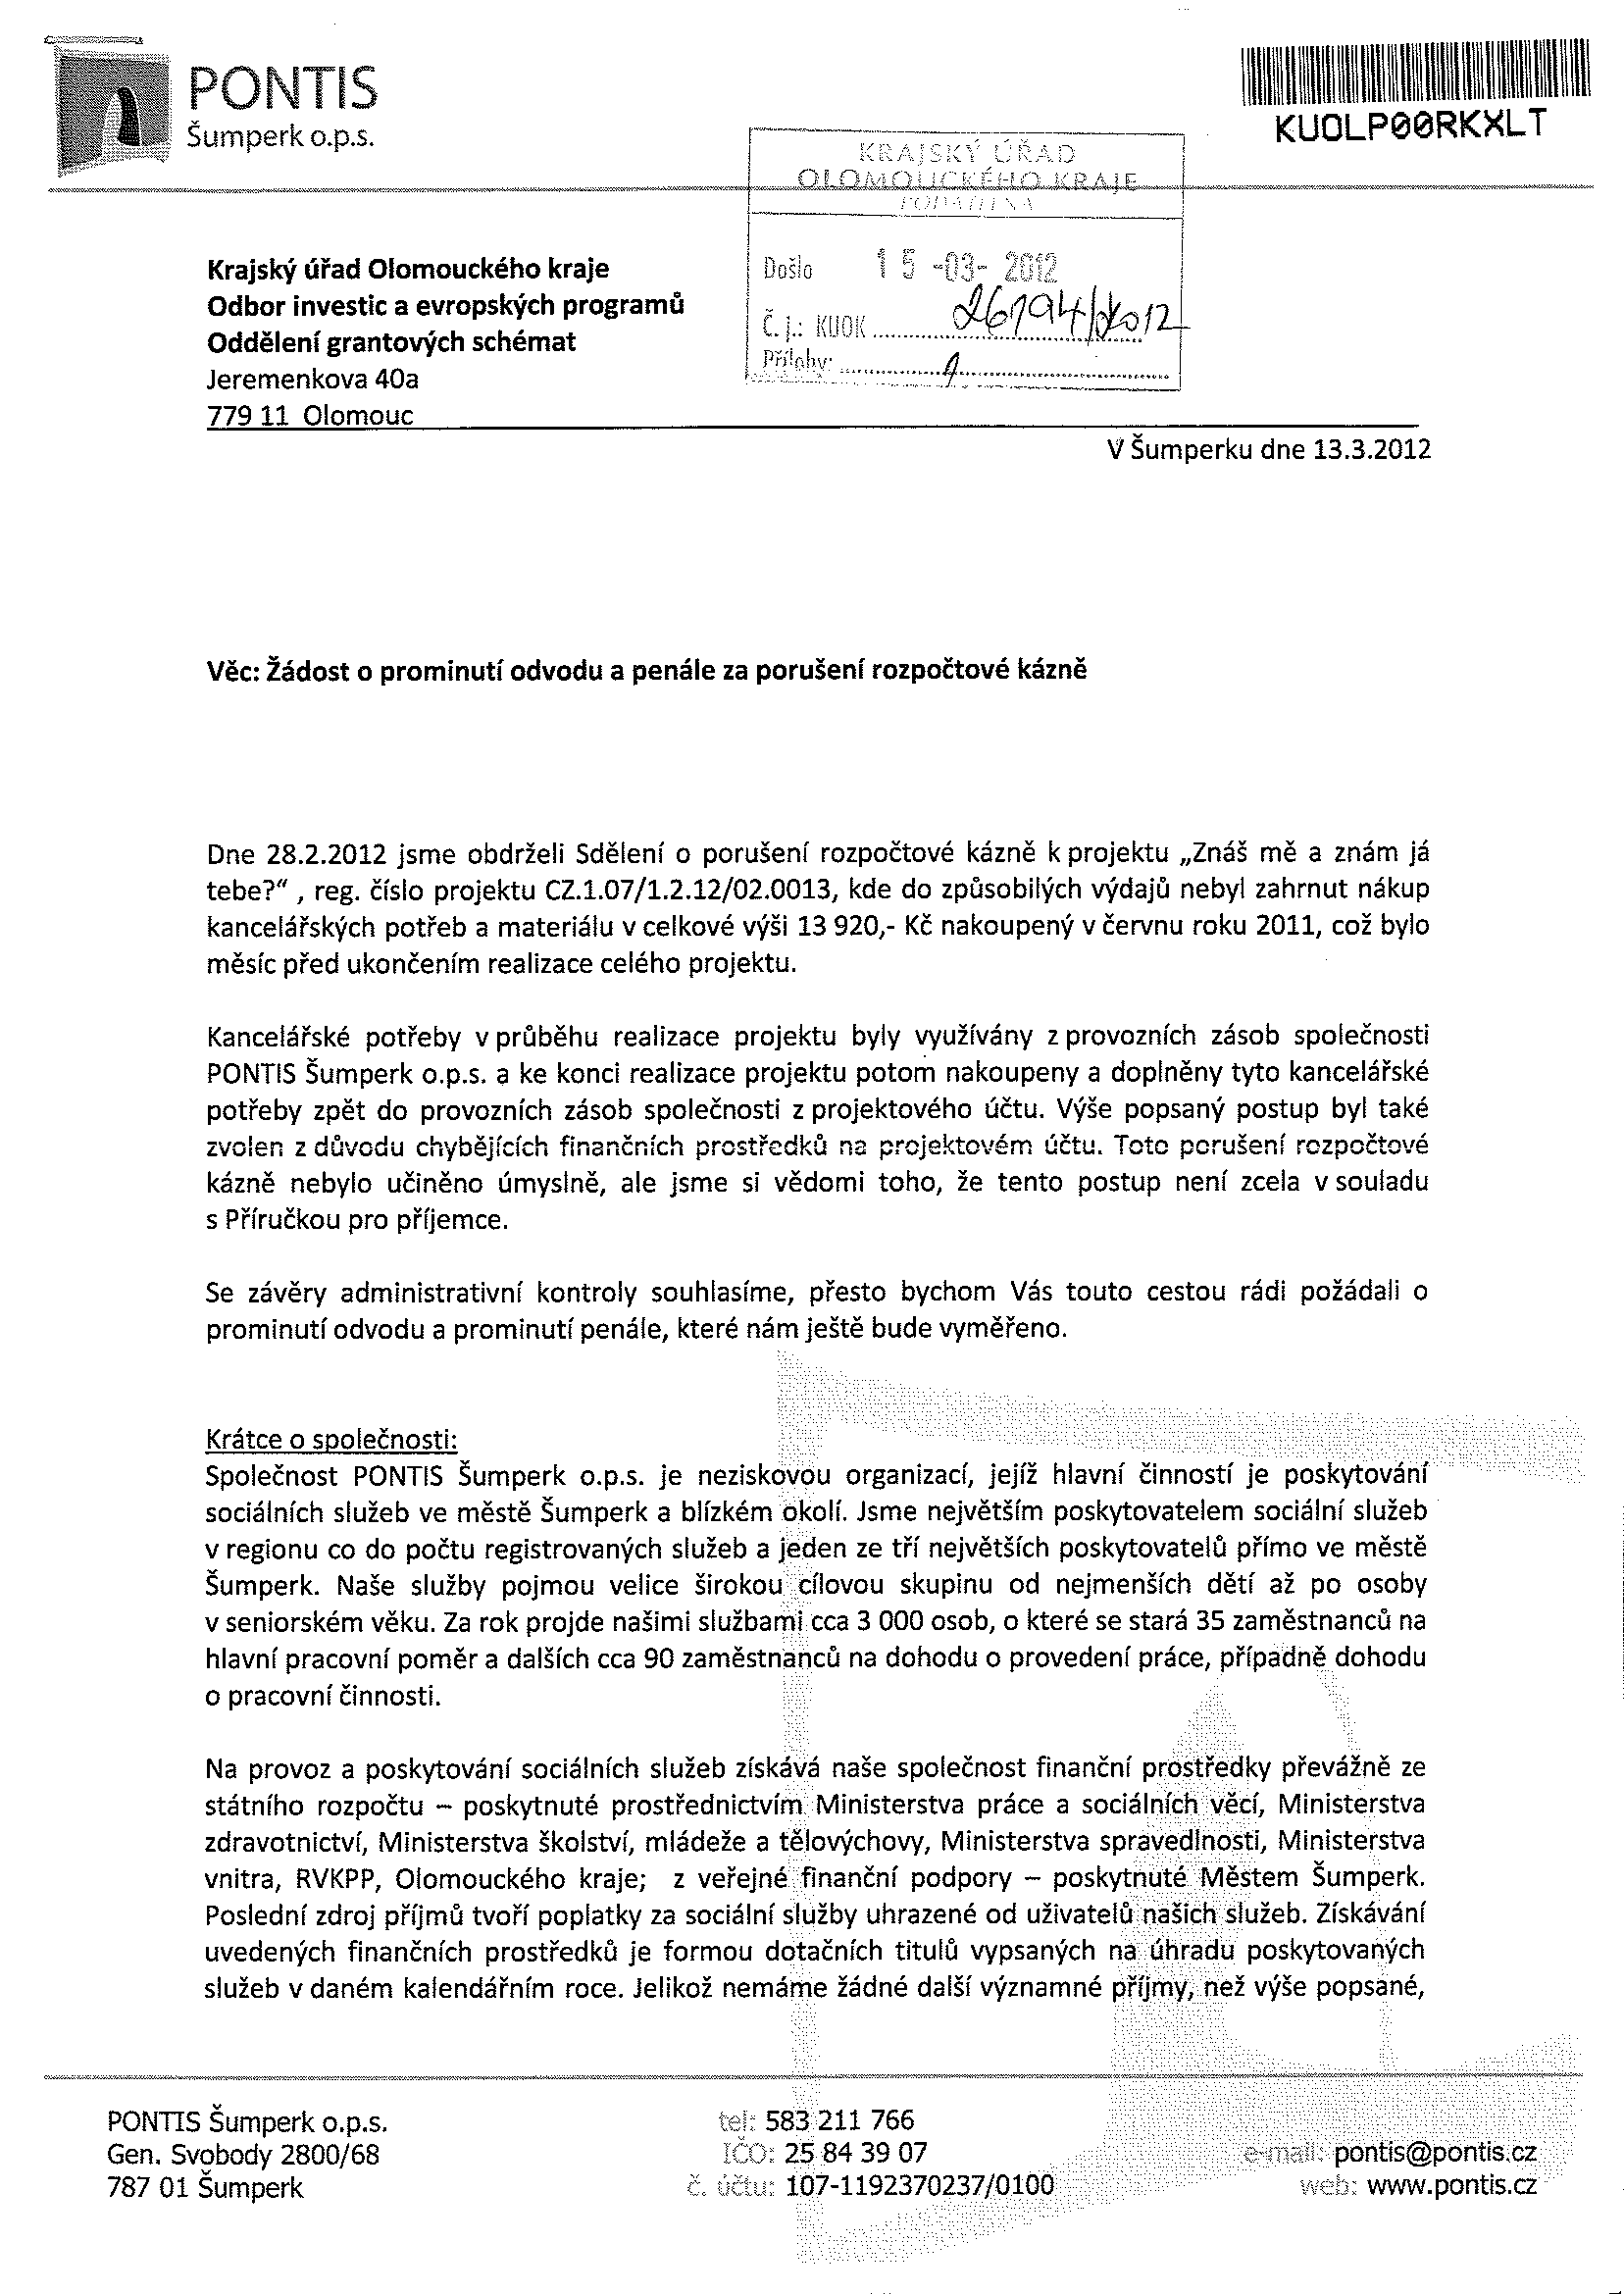 PONTIS
Šumperk o.p.s.
KUOLP00RKXLT
KRAJSKÝ ÚŘAD
OLOMOUCKÉHO KRAJE
PODATELNA
Došlo 15 -03- 2012
Č. j.: KUOK 26194/2012
Přílohy: 1
Krajský úřad Olomouckého kraje
Odbor investic a evropských programů
Oddělení grantových schémat
Jeremenkova 40a
779 11 Olomouc
V Šumperku dne 13.3.2012
Věc: Žádost o prominutí odvodu a penále za porušení rozpočtové kázně
Dne 28.2.2012 jsme obdrželi Sdělení o porušení rozpočtové kázně k projektu „Znáš mě a znám já
tebe?" , reg. číslo projektu CZ.1.07/1.2.12/02.0013, kde do způsobilých výdajů nebyl zahrnut nákup
kancelářských potřeb a materiálu v celkové výši 13 920,- Kč nakoupený v červnu roku 2011, což bylo
měsíc před ukončením realizace celého projektu.
Kancelářské potřeby v průběhu realizace projektu byly využívány z provozních zásob společnosti
PONTIS Šumperk o.p.s. a ke konci realizace projektu potom nakoupeny a doplněny tyto kancelářské
potřeby zpět do provozních zásob společnosti z projektového účtu. Výše popsaný postup byl také
zvolen z důvodu chybějících finančních prostředků na projektovém účtu. Toto porušení rozpočtové
kázně nebylo učiněno úmyslně, ale jsme si vědomi toho, že tento postup není zcela v souladu
s Příručkou pro příjemce.
Se závěry administrativní kontroly souhlasíme, přesto bychom Vás touto cestou rádi požádali o
prominutí odvodu a prominutí penále, které nám ještě bude vyměřeno.
Krátce o společnosti:
Společnost PONTIS Šumperk o.p.s. je neziskovou organizací, jejíž hlavní činností je poskytování
sociálních služeb ve městě Šumperk a blízkém okolí. Jsme největším poskytovatelem sociální služeb
v regionu co do počtu registrovaných služeb a jeden ze tří největších poskytovatelů přímo ve městě
Šumperk. Naše služby pojmou velice širokou cílovou skupinu od nejmenších dětí až po osoby
v seniorském věku. Za rok projde našimi službami cca 3 000 osob, o které se stará 35 zaměstnanců na
hlavní pracovní poměr a dalších cca 90 zaměstnanců na dohodu o provedení práce, případně dohodu
o pracovní činnosti.
Na provoz a poskytování sociálních služeb získává naše společnost finanční prostředky převážně ze
státního rozpočtu – poskytnuté prostřednictvím Ministerstva práce a sociálních věcí, Ministerstva
zdravotnictví, Ministerstva školství, mládeže a tělovýchovy, Ministerstva spravedlnosti, Ministerstva
vnitra, RVKPP, Olomouckého kraje; z veřejné finanční podpory – poskytnuté Městem Šumperk.
Poslední zdroj příjmů tvoří poplatky za sociální služby uhrazené od uživatelů našich služeb. Získávání
uvedených finančních prostředků je formou dotačních titulů vypsaných na úhradu poskytovaných
služeb v daném kalendářním roce. Jelikož nemáme žádné další významné příjmy, než výše popsané,
PONTIS Šumperk o.p.s.
Gen. Svobody 2800/68
787 01 Šumperk
tel: 583 211 766
IČO: 25 84 39 07
č. účtu: 107-1192370237/0100
e-mail: pontis@pontis.cz
web: www.pontis.cz